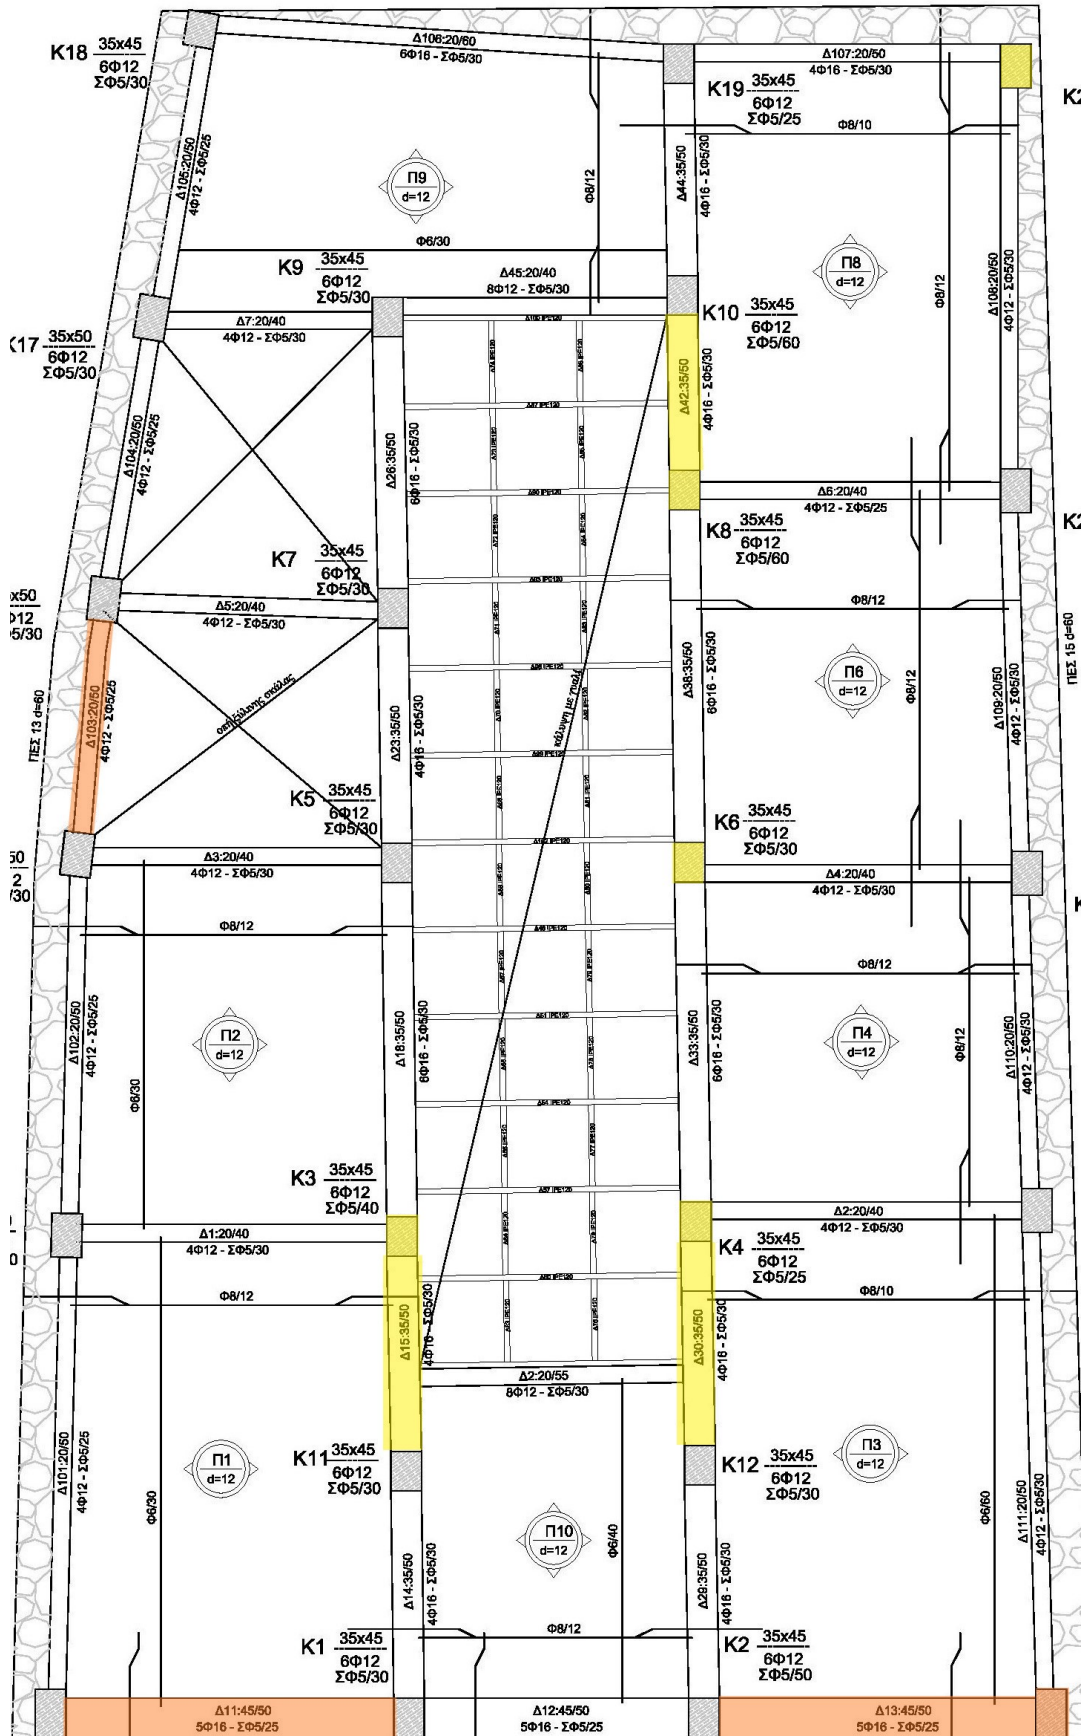 Δ106:20/60
6Φ16 - ΣΦ5/30
K18 35x45
6Φ12
ΣΦ5/30
Δ107:20/50
4Φ16 - ΣΦ5/30
K19 35x45
6Φ12
ΣΦ5/25
K2
Φ8/10
Δ105:20/50
4Φ12 - ΣΦ5/25
Π9
d=12
Φ8/12
Δ44:35/50
4Φ16 - ΣΦ5/30
Φ6/30
K9 35x45
6Φ12
ΣΦ5/30
Δ45:20/40
8Φ12 - ΣΦ5/30
Π8
d=12
Φ8/12
Δ108:20/50
4Φ12 - ΣΦ5/30
K17 35x50
6Φ12
ΣΦ5/30
Δ7:20/40
4Φ12 - ΣΦ5/30
K10 35x45
6Φ12
ΣΦ5/60
Δ42:35/50
4Φ16 - ΣΦ5/30
Δ104:20/50
4Φ12 - ΣΦ5/25
Δ26:35/50
6Φ16 - ΣΦ5/30
Δ6:20/40
4Φ12 - ΣΦ5/25
K8 35x45
6Φ12
ΣΦ5/60
K2
K7 35x45
6Φ12
ΣΦ5/30
x50
Φ12
Φ5/30
Δ5:20/40
4Φ12 - ΣΦ5/30
Φ8/12
ΠΕΣ 13 d=60
Δ103:20/50
4Φ12 - ΣΦ5/25
Δ23:35/50
4Φ16 - ΣΦ5/30
Δ38:35/50
6Φ16 - ΣΦ5/30
Π6
d=12
Φ8/12
Δ109:20/50
4Φ12 - ΣΦ5/30
ΠΕΣ 15 d=60
K5 35x45
6Φ12
ΣΦ5/30
K6 35x45
6Φ12
ΣΦ5/30
50
2
/30
Δ3:20/40
4Φ12 - ΣΦ5/30
Δ4:20/40
4Φ12 - ΣΦ5/30
K
Φ8/12
Φ8/12
Δ102:20/50
4Φ12 - ΣΦ5/25
Π2
d=12
Φ6/30
Δ18:35/50
6Φ16 - ΣΦ5/30
Δ33:35/50
6Φ16 - ΣΦ5/30
Π4
d=12
Φ8/12
Δ110:20/50
4Φ12 - ΣΦ5/30
K3 35x45
6Φ12
ΣΦ5/40
Δ1:20/40
4Φ12 - ΣΦ5/30
Δ2:20/40
4Φ12 - ΣΦ5/30
K4 35x45
6Φ12
ΣΦ5/25
0
Φ8/12
Φ8/10
Δ15:35/50
4Φ16 - ΣΦ5/30
Δ30:35/50
4Φ16 - ΣΦ5/30
Δ2:20/55
8Φ12 - ΣΦ5/30
Δ101:20/50
4Φ12 - ΣΦ5/25
Π1
d=12
Φ6/30
K11 35x45
6Φ12
ΣΦ5/30
K12 35x45
6Φ12
ΣΦ5/30
Π3
d=12
Φ6/60
Δ111:20/50
4Φ12 - ΣΦ5/30
Π10
d=12
Φ6/40
Δ14:35/50
4Φ16 - ΣΦ5/30
Δ29:35/50
4Φ16 - ΣΦ5/30
Φ8/12
K1 35x45
6Φ12
ΣΦ5/30
K2 35x45
6Φ12
ΣΦ5/50
Δ11:45/50
5Φ16 - ΣΦ5/25
Δ12:45/50
5Φ16 - ΣΦ5/25
Δ13:45/50
5Φ16 - ΣΦ5/25